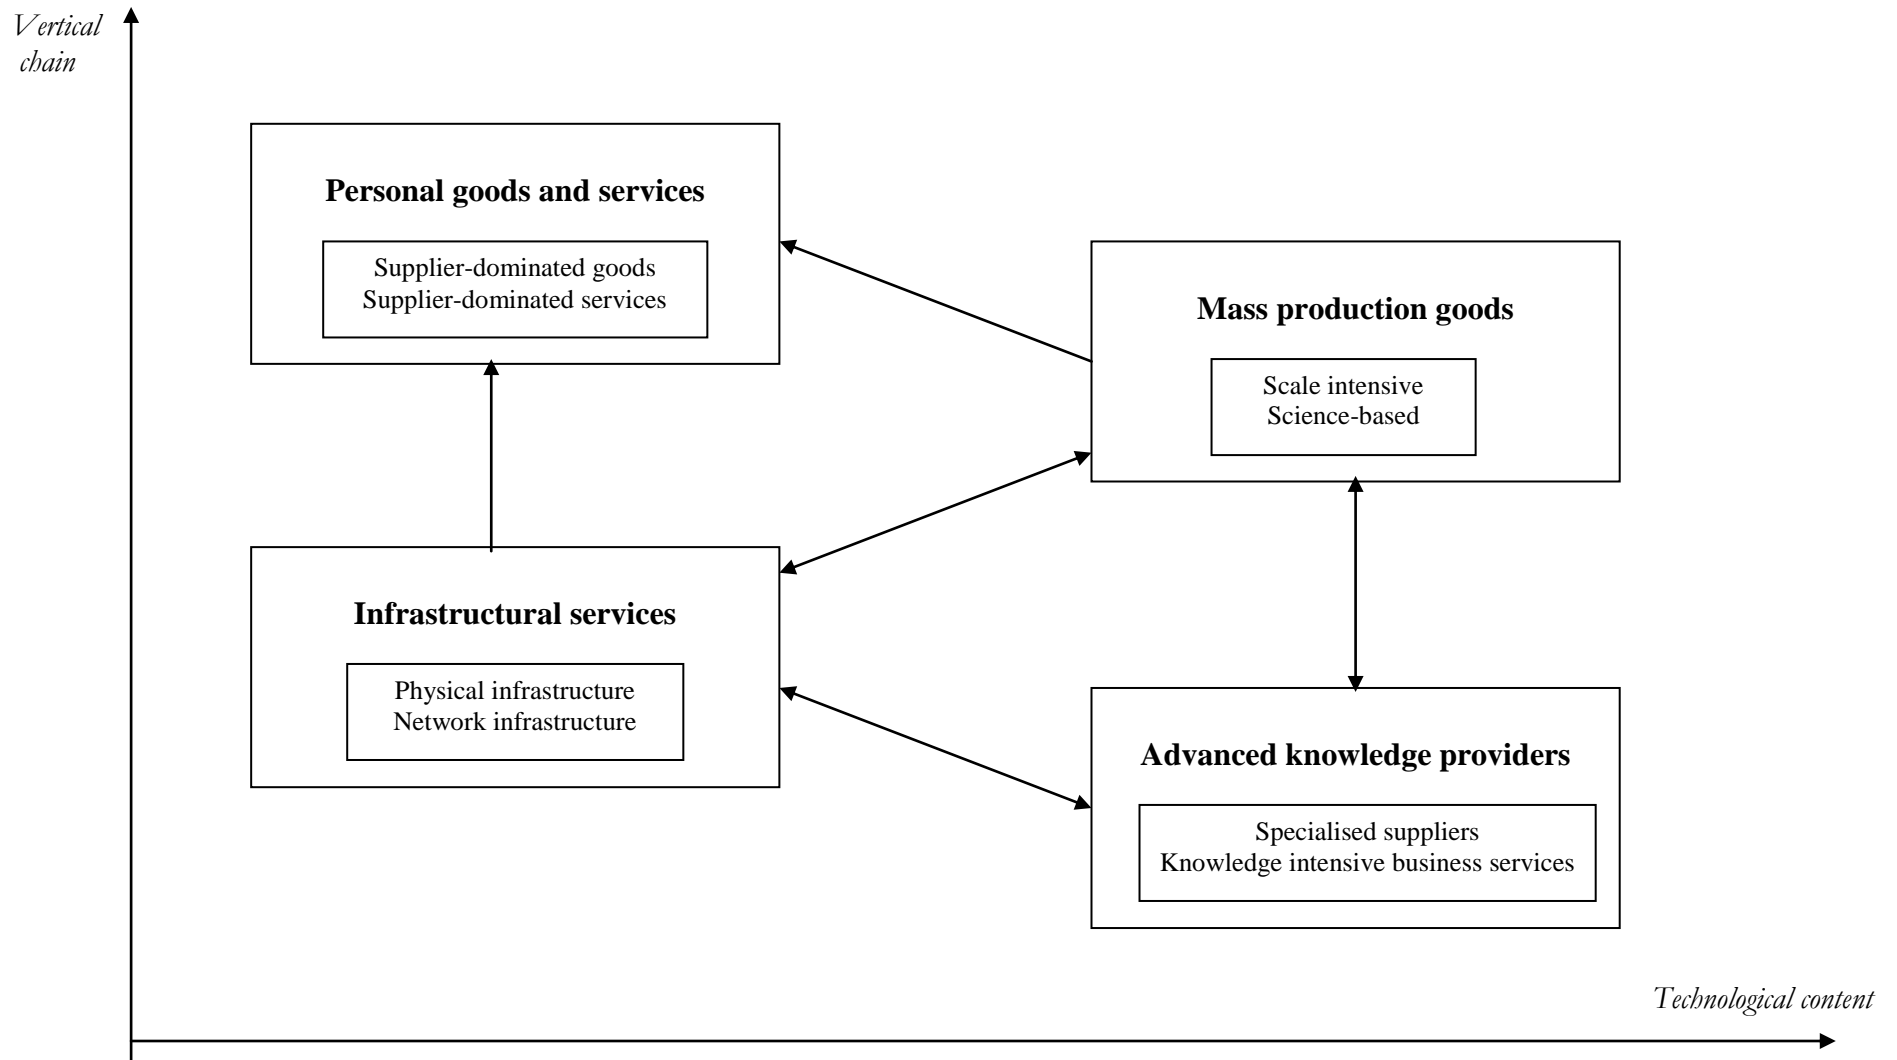 Vertical
chain
Personal goods and services
Supplier-dominated goods
Supplier-dominated services
Mass production goods
Scale intensive
Science-based
Infrastructural services
Physical infrastructure
Network infrastructure
Advanced knowledge providers
Specialised suppliers
Knowledge intensive business services
Technological content